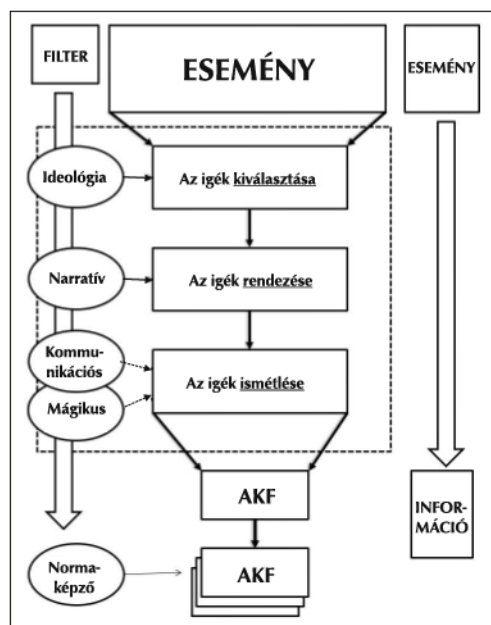 FILTER
ESEMÉNY
ESEMÉNY
Ideológia
Az igék kiválasztása
Narratív
Az igék rendezése
Kommu-
nikációs
Mágikus
Az igék ismétlése
AKF
INFOR-
MÁCIÓ
Norma-
képző
AKF